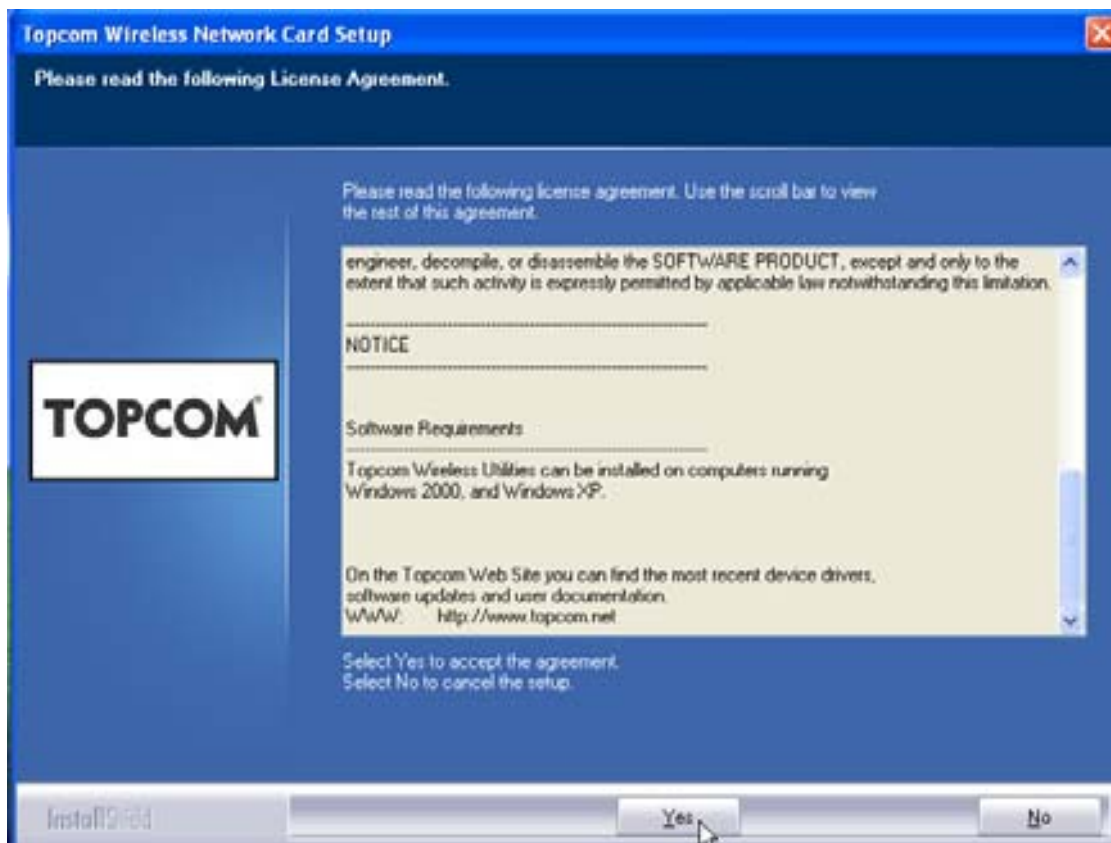 Topcom Wireless Network Card Setup
Please read the following License Agreement.
Please read the following license agreement. Use the scroll bar to view
the rest of this agreement.
engineer, decompile, or disassemble the SOFTWARE PRODUCT, except and only to the
extent that such activity is expressly permitted by applicable law notwithstanding this limitation.
NOTICE
TOPCOM®
Software Requirements
Topcom Wireless Utilities can be installed on computers running
Windows 2000, and Windows XP.
On the Topcom Web Site you can find the most recent device drivers,
software updates and user documentation.
WWW: http://www.topcom.net
Select Yes to accept the agreement.
Select No to cancel the setup.
InstallShield
Yes
No